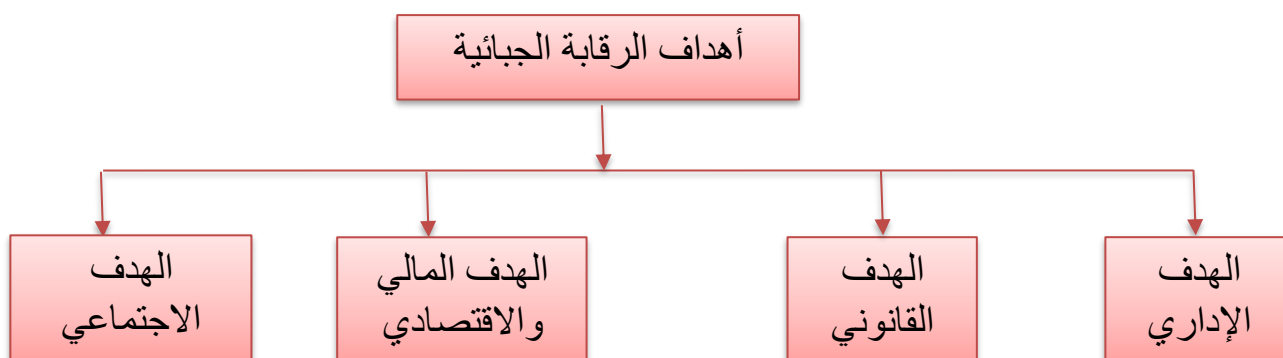 أهداف الرقابة الجبائية
الهدف
الإداري
الهدف
القانوني
الهدف المالي
والاقتصادي
الهدف
الاجتماعي